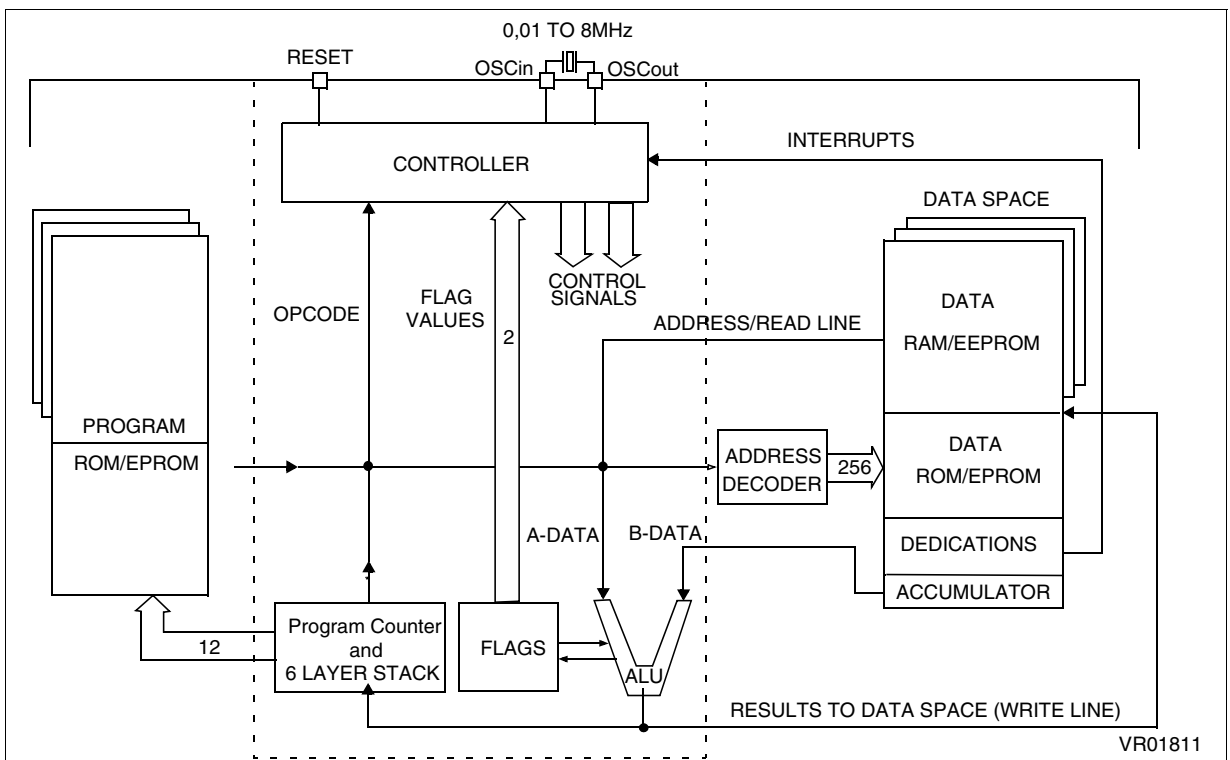 0,01 TO 8MHz
RESET
OSCin
OSCout
INTERRUPTS
CONTROLLER
DATA SPACE
CONTROL
SIGNALS
OPCODE
FLAG
VALUES
2
ADDRESS/READ LINE
DATA
RAM/EEPROM
PROGRAM
ROM/EPROM
ADDRESS
DECODER
256
DATA
ROM/EPROM
A-DATA
B-DATA
DEDICATIONS
ACCUMULATOR
12
Program Counter
and
6 LAYER STACK
FLAGS
ALU
RESULTS TO DATA SPACE (WRITE LINE)
VR01811